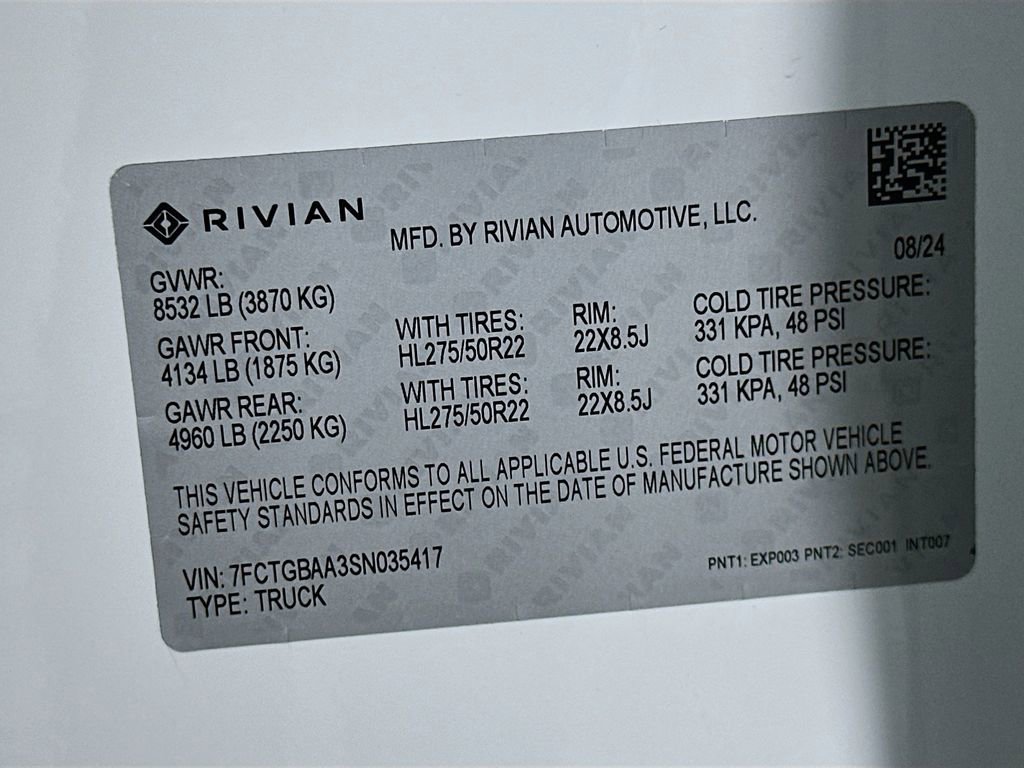 RIVIAN
MFD. BY RIVIAN AUTOMOTIVE, LLC.
08/24
GVWR:
8532 LB (3870 KG)
GAWR FRONT: WITH TIRES: RIM: COLD TIRE PRESSURE:
4134 LB (1875 KG) HL275/50R22 22X8.5J 331 KPA, 48 PSI
GAWR REAR: WITH TIRES: RIM: COLD TIRE PRESSURE:
4960 LB (2250 KG) HL275/50R22 22X8.5J 331 KPA, 48 PSI
THIS VEHICLE CONFORMS TO ALL APPLICABLE U.S. FEDERAL MOTOR VEHICLE
SAFETY STANDARDS IN EFFECT ON THE DATE OF MANUFACTURE SHOWN ABOVE.
VIN: 7FCTGBAA3SN035417
TYPE: TRUCK
PNT1: EXP003 PNT2: SEC001 INT007